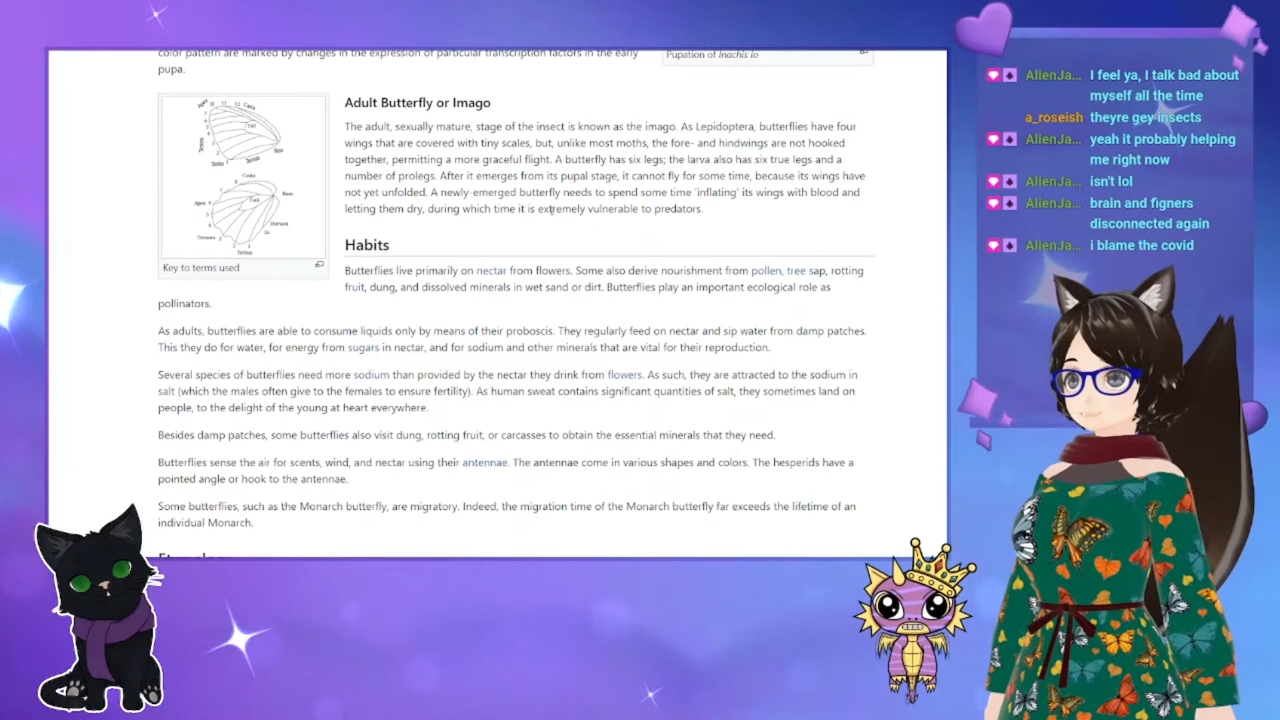 color pattern are marked by changes in the expression of particular transcription factors in the early
pupa.
Pupation of Inachis io
Key to terms used
Adult Butterfly or Imago
The adult, sexually mature, stage of the insect is known as the imago. As Lepidoptera, butterflies have four
wings that are covered with tiny scales, but, unlike most moths, the fore- and hindwings are not hooked
together, permitting a more graceful flight. A butterfly has six legs; the larva also has six true legs and a
number of prolegs. After it emerges from its pupal stage, it cannot fly for some time, because its wings have
not yet unfolded. A newly-emerged butterfly needs to spend some time 'inflating' its wings with blood and
letting them dry, during which time it is extremely vulnerable to predators.
Habits
Butterflies live primarily on nectar from flowers. Some also derive nourishment from pollen, tree sap, rotting
fruit, dung, and dissolved minerals in wet sand or dirt. Butterflies play an important ecological role as
pollinators.
As adults, butterflies are able to consume liquids only by means of their proboscis. They regularly feed on nectar and sip water from damp patches.
This they do for water, for energy from sugars in nectar, and for sodium and other minerals that are vital for their reproduction.
Several species of butterflies need more sodium than provided by the nectar they drink from flowers. As such, they are attracted to the sodium in
salt (which the males often give to the females to ensure fertility). As human sweat contains significant quantities of salt, they sometimes land on
people, to the delight of the young at heart everywhere.
Besides damp patches, some butterflies also visit dung, rotting fruit, or carcasses to obtain the essential minerals that they need.
Butterflies sense the air for scents, wind, and nectar using their antennae. The antennae come in various shapes and colors. The hesperids have a
pointed angle or hook to the antennae.
Some butterflies, such as the Monarch butterfly, are migratory. Indeed, the migration time of the Monarch butterfly far exceeds the lifetime of an
individual Monarch.
AlienJa... I feel ya, I talk bad about
myself all the time
a_roseish theyre gey insects
AlienJa... yeah it probably helping
me right now
AlienJa... isn't lol
AlienJa... brain and figners
disconnected again
AlienJa... i blame the covid